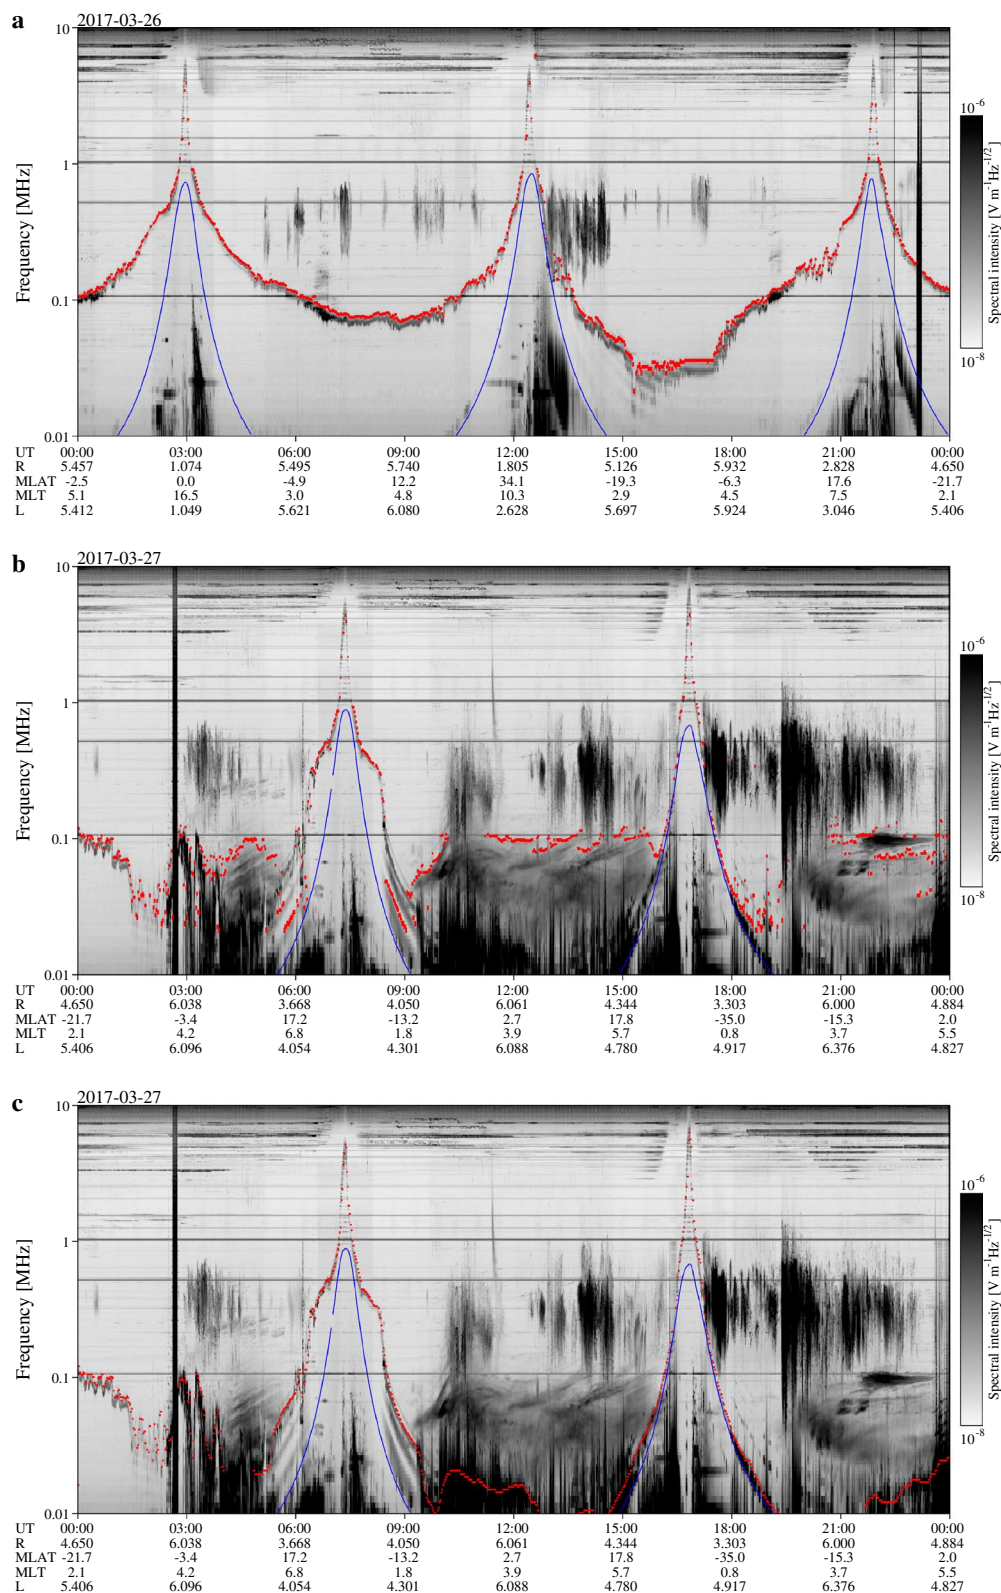 a
2017-03-26
10
1
0.1
0.01
Frequency [MHz]
10⁻⁶
10⁻⁸
Spectral intensity [V m⁻¹Hz⁻¹/²]
UT 00:00 03:00 06:00 09:00 12:00 15:00 18:00 21:00 00:00
R 5.457 1.074 5.495 5.740 1.805 5.126 5.932 2.828 4.650
MLAT -2.5 0.0 -4.9 12.2 34.1 -19.3 -6.3 17.6 -21.7
MLT 5.1 16.5 3.0 4.8 10.3 2.9 4.5 7.5 2.1
L 5.412 1.049 5.621 6.080 2.628 5.697 5.924 3.046 5.406
b
2017-03-27
10
1
0.1
0.01
Frequency [MHz]
10⁻⁶
10⁻⁸
Spectral intensity [V m⁻¹Hz⁻¹/²]
UT 00:00 03:00 06:00 09:00 12:00 15:00 18:00 21:00 00:00
R 4.650 6.038 3.668 4.050 6.061 4.344 3.303 6.000 4.884
MLAT -21.7 -3.4 17.2 -13.2 2.7 17.8 -35.0 -15.3 2.0
MLT 2.1 4.2 6.8 1.8 3.9 5.7 0.8 3.7 5.5
L 5.406 6.096 4.054 4.301 6.088 4.780 4.917 6.376 4.827
c
2017-03-27
10
1
0.1
0.01
Frequency [MHz]
10⁻⁶
10⁻⁸
Spectral intensity [V m⁻¹Hz⁻¹/²]
UT 00:00 03:00 06:00 09:00 12:00 15:00 18:00 21:00 00:00
R 4.650 6.038 3.668 4.050 6.061 4.344 3.303 6.000 4.884
MLAT -21.7 -3.4 17.2 -13.2 2.7 17.8 -35.0 -15.3 2.0
MLT 2.1 4.2 6.8 1.8 3.9 5.7 0.8 3.7 5.5
L 5.406 6.096 4.054 4.301 6.088 4.780 4.917 6.376 4.827